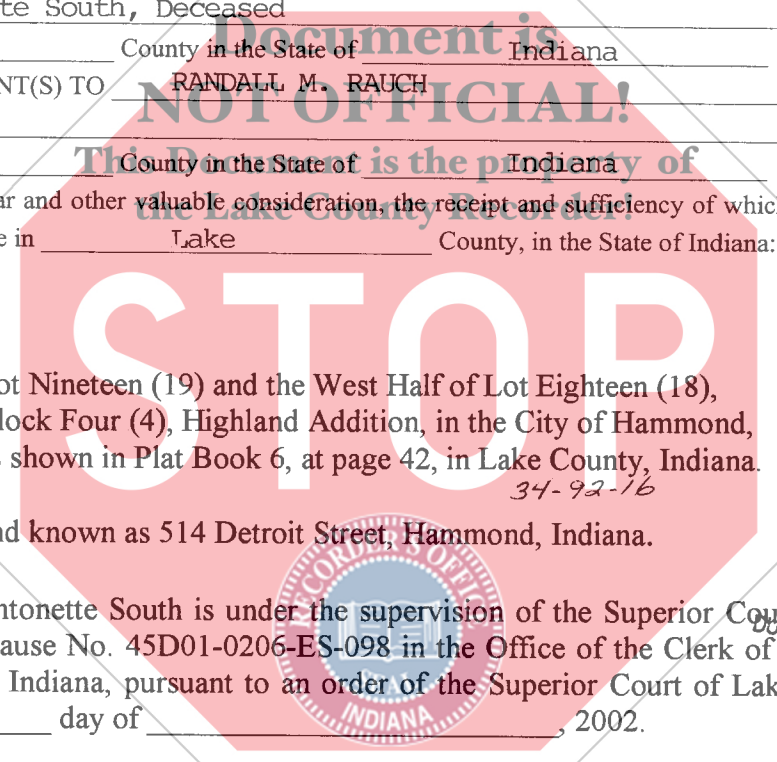 te South, Deceased
Document is
County in the State of Indiana
NT(S) TO RANDALL M. RAUCH
NOT OFFICIAL!
County in the State of Indiana
This Document is the property of
ar and other valuable consideration, the receipt and sufficiency of which
the Lake County Recorder!
e in Lake County, in the State of Indiana:
STOP
ot Nineteen (19) and the West Half of Lot Eighteen (18),
lock Four (4), Highland Addition, in the City of Hammond,
shown in Plat Book 6, at page 42, in Lake County, Indiana.
34-92-16
nd known as 514 Detroit Street, Hammond, Indiana.
RECORDER'S OFFICE
ntonette South is under the supervision of the Superior Cou
ause No. 45D01-0206-ES-098 in the Office of the Clerk of
Indiana, pursuant to an order of the Superior Court of Lak
INDIANA
day of , 2002.